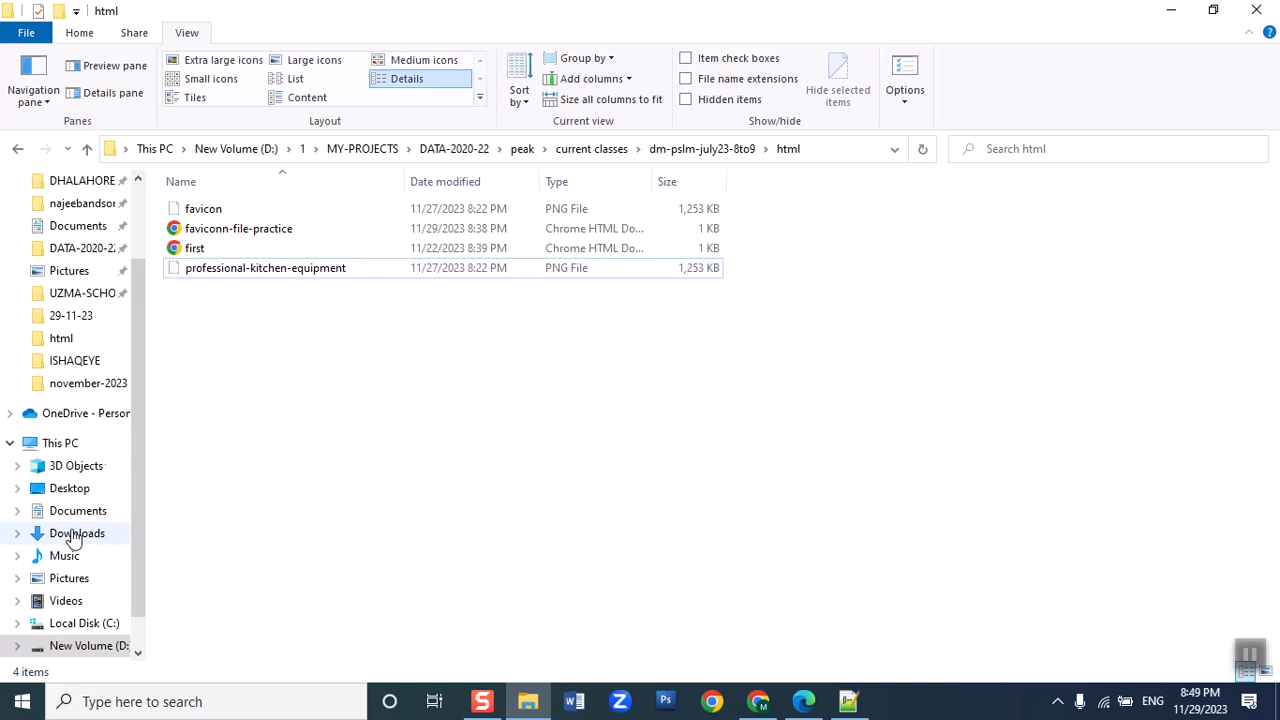 html
File Home Share View
Navigation pane
Preview pane
Details pane
Panes
Extra large icons Large icons Medium icons
Small icons List Details
Tiles Content
Layout
Sort by
Group by
Add columns
Size all columns to fit
Current view
Item check boxes
File name extensions
Hidden items
Hide selected items
Show/hide
Options
This PC New Volume (D:) 1 MY-PROJECTS DATA-2020-22 peak current classes dm-pslm-july23-8to9 html
Search html
Name Date modified Type Size
favicon 11/27/2023 8:22 PM PNG File 1,253 KB
faviconn-file-practice 11/29/2023 8:38 PM Chrome HTML Do... 1 KB
first 11/22/2023 8:39 PM Chrome HTML Do... 1 KB
professional-kitchen-equipment 11/27/2023 8:22 PM PNG File 1,253 KB
DHALAHORE
najeebandsor
Documents
DATA-2020-22
Pictures
UZMA-SCHO
29-11-23
html
ISHAQEYE
november-2023
OneDrive - Person
This PC
3D Objects
Desktop
Documents
Downloads
Music
Pictures
Videos
Local Disk (C:)
New Volume (D:
4 items
Type here to search
ENG
8:49 PM
11/29/2023